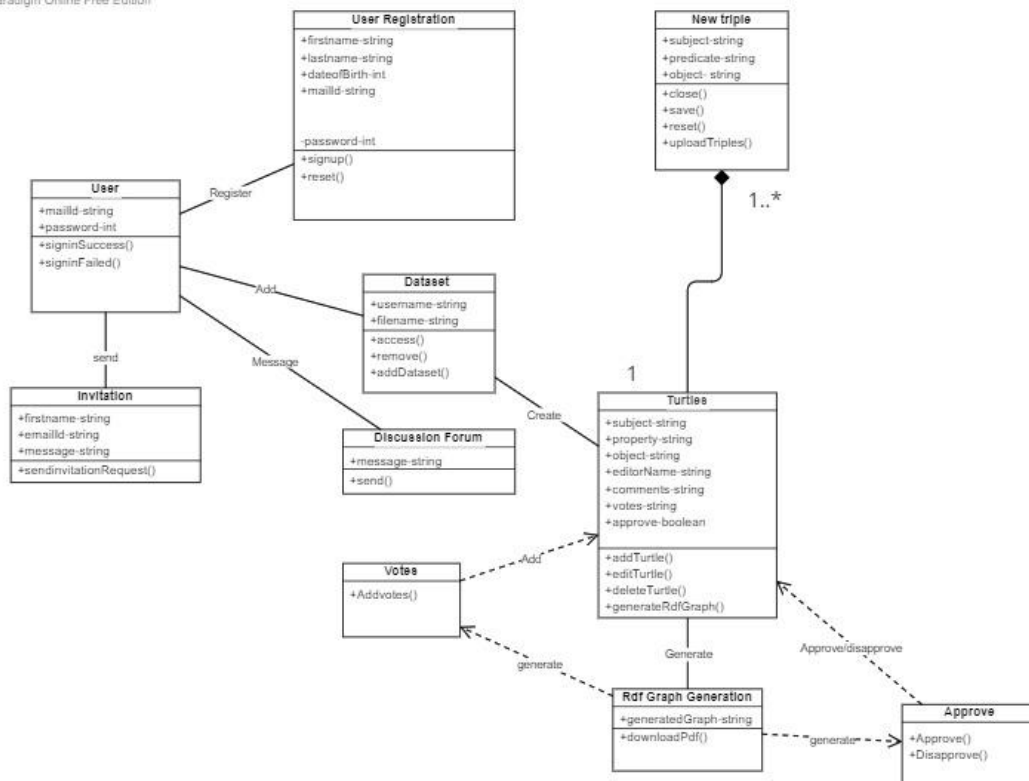 User Registration
+firstname-string
+lastname-string
+dateofBirth-int
+mailId-string
-password-int
+signup()
+reset()
New triple
+subject-string
+predicate-string
+object- string
+close()
+save()
+reset()
+uploadTriples()
1..*
User
+mailId-string
+password-int
+signinSuccess()
+signinFailed()
Register
Add
Message
send
Dataset
+username-string
+filename-string
+access()
+remove()
+addDataset()
Create
Invitation
+firstname-string
+emailId-string
+message-string
+sendinvitationRequest()
Discussion Forum
+message-string
+send()
1
Turtles
+subject-string
+property-string
+object-string
+editorName-string
+comments-string
+votes-string
+approve-boolean
+addTurtle()
+editTurtle()
+deleteTurtle()
+generateRdfGraph()
Add
Votes
+Addvotes()
generate
Generate
Approve/disapprove
Rdf Graph Generation
+generatedGraph-string
+downloadPdf()
generate
Approve
+Approve()
+Disapprove()